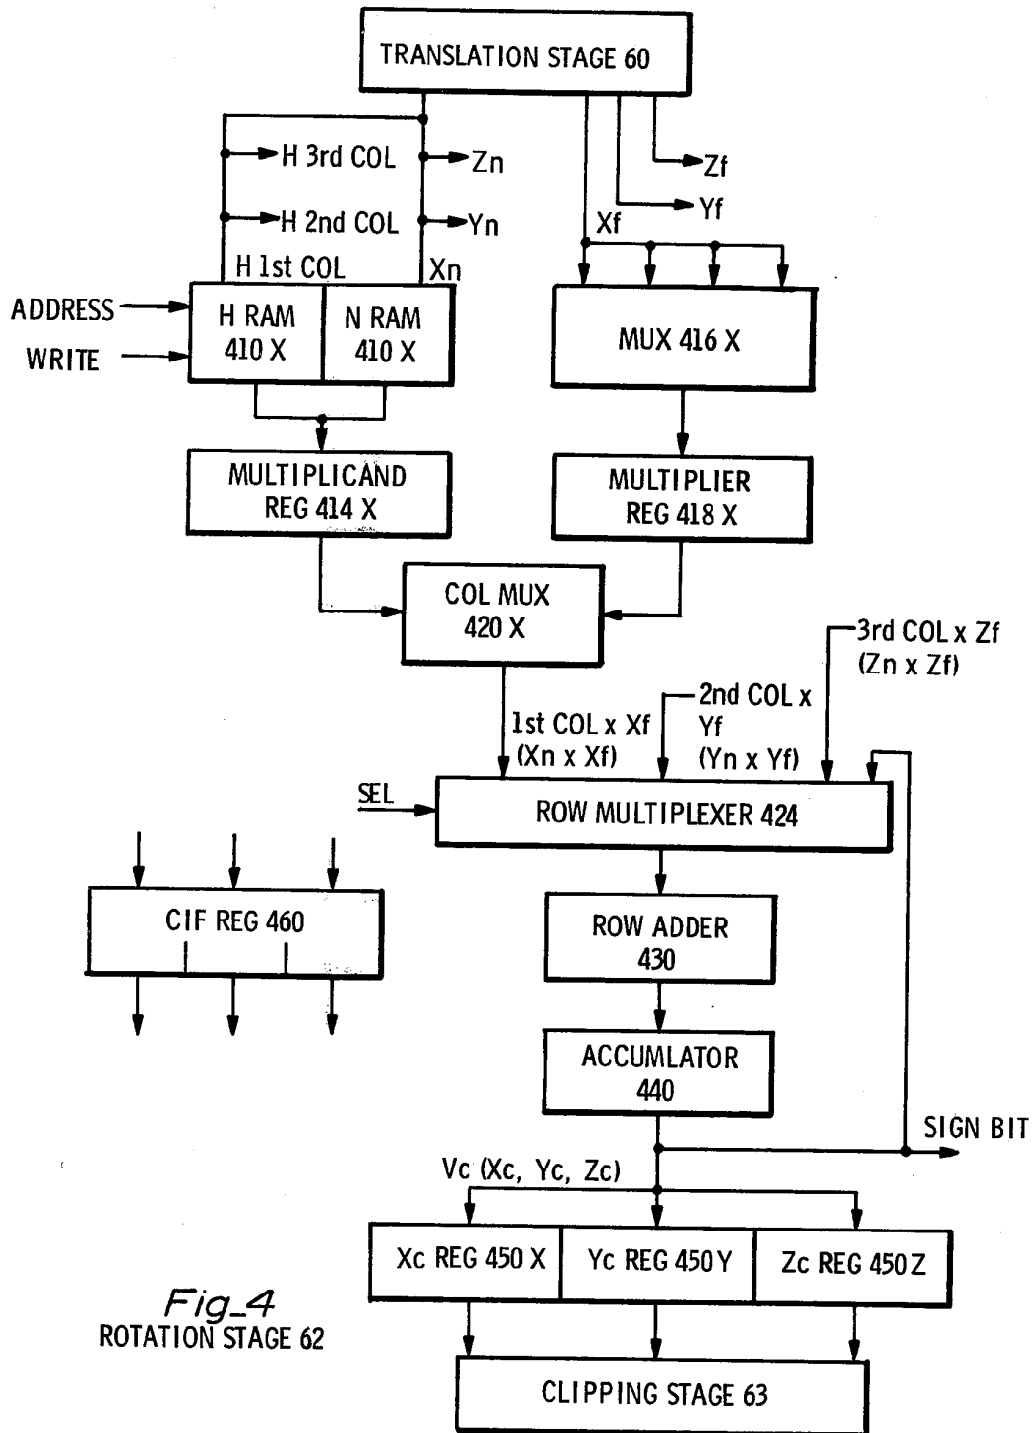 TRANSLATION STAGE 60
H 3rd COL
Zn
Zf
H 2nd COL
Yn
Yf
Xf
H 1st COL
Xn
ADDRESS
WRITE
H RAM
410 X
N RAM
410 X
MUX 416 X
MULTIPLICAND
REG 414 X
MULTIPLIER
REG 418 X
COL MUX
420 X
3rd COL x Zf
(Zn x Zf)
2nd COL x
Yf
(Yn x Yf)
1st COL x Xf
(Xn x Xf)
SEL
ROW MULTIPLEXER 424
CIF REG 460
ROW ADDER
430
ACCUMLATOR
440
SIGN BIT
Vc (Xc, Yc, Zc)
Xc REG 450 X
Yc REG 450 Y
Zc REG 450 Z
Fig_4
ROTATION STAGE 62
CLIPPING STAGE 63